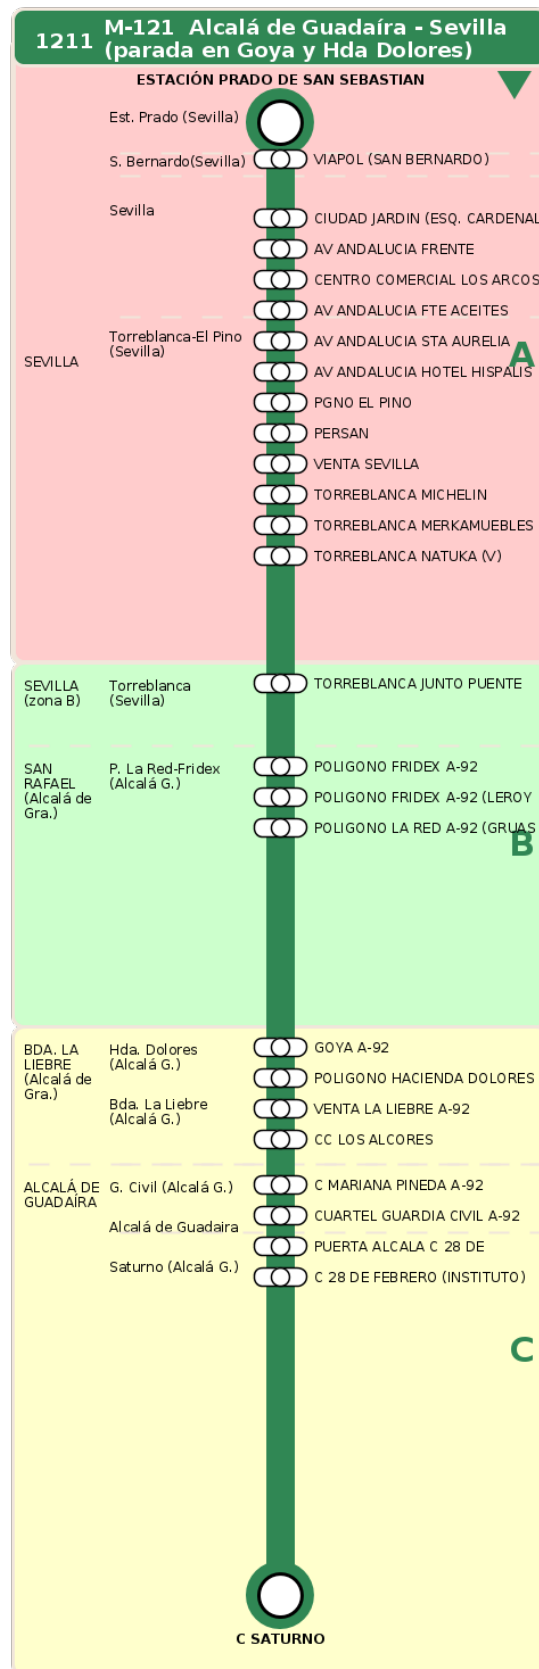 1211
M-121 Alcalá de Guadaíra - Sevilla
(parada en Goya y Hda Dolores)
ESTACIÓN PRADO DE SAN SEBASTIAN
Est. Prado (Sevilla)
S. Bernardo(Sevilla)
VIAPOL (SAN BERNARDO)
Sevilla
CIUDAD JARDIN (ESQ. CARDENAL
AV ANDALUCIA FRENTE
CENTRO COMERCIAL LOS ARCOS
AV ANDALUCIA FTE ACEITES
SEVILLA
Torreblanca-El Pino
(Sevilla)
AV ANDALUCIA STA AURELIA
A
AV ANDALUCIA HOTEL HISPALIS
PGNO EL PINO
PERSAN
VENTA SEVILLA
TORREBLANCA MICHELIN
TORREBLANCA MERKAMUEBLES
TORREBLANCA NATUKA (V)
SEVILLA
(zona B)
Torreblanca
(Sevilla)
TORREBLANCA JUNTO PUENTE
SAN
RAFAEL
(Alcalá de
Gra.)
P. La Red-Fridex
(Alcalá G.)
POLIGONO FRIDEX A-92
POLIGONO FRIDEX A-92 (LEROY
POLIGONO LA RED A-92 (GRUAS
B
BDA. LA
LIEBRE
(Alcalá de
Gra.)
Hda. Dolores
(Alcalá G.)
GOYA A-92
POLIGONO HACIENDA DOLORES
Bda. La Liebre
(Alcalá G.)
VENTA LA LIEBRE A-92
CC LOS ALCORES
ALCALÁ DE
GUADAÍRA
G. Civil (Alcalá G.)
C MARIANA PINEDA A-92
CUARTEL GUARDIA CIVIL A-92
Alcalá de Guadaira
PUERTA ALCALA C 28 DE
Saturno (Alcalá G.)
C 28 DE FEBRERO (INSTITUTO)
C
C SATURNO